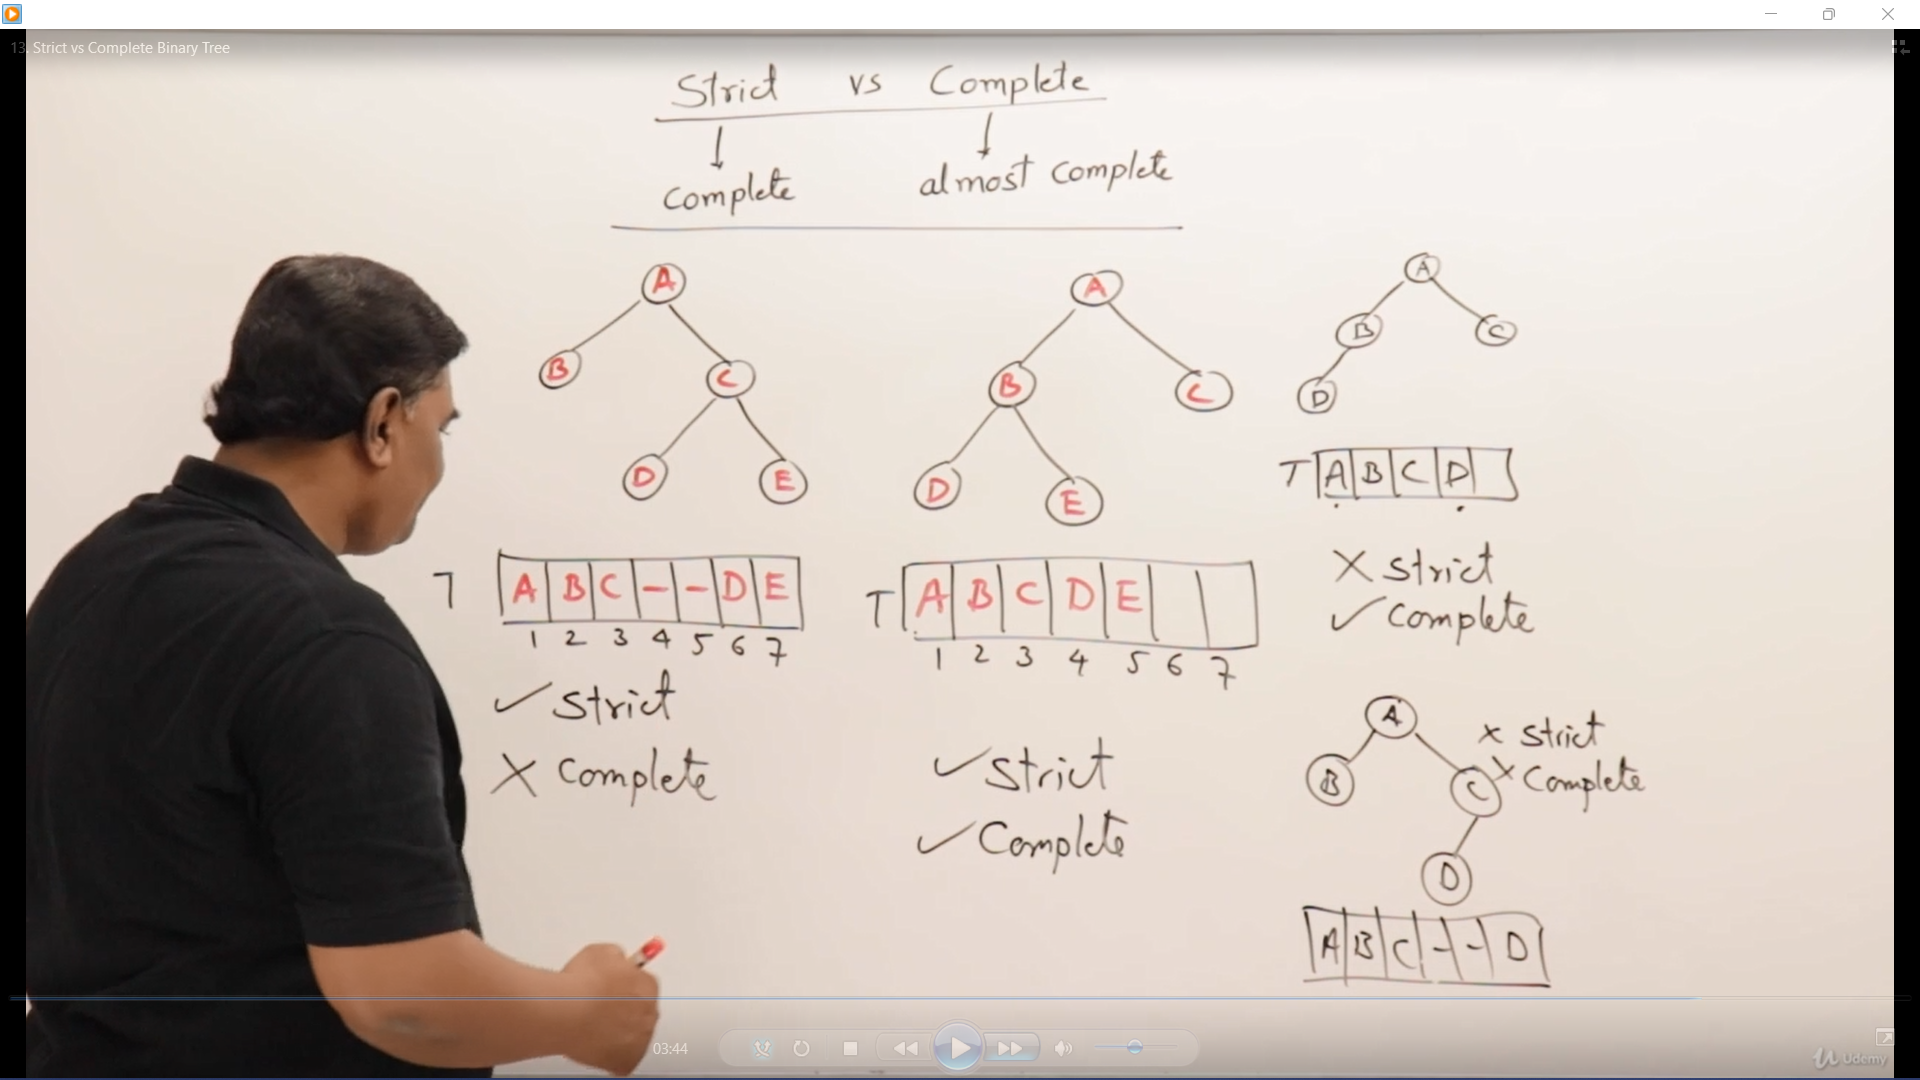 13. Strict vs Complete Binary Tree
Strict vs Complete
complete almost complete
A
B C
D E
T A B C - - D E
1 2 3 4 5 6 7
✓ Strict
X Complete
A
B C
D E
T A B C D E
1 2 3 4 5 6 7
✓ Strict
✓ Complete
A
B C
D
T A B C D
X Strict
✓ Complete
A
B C
D
X Strict
X Complete
A B C - - D
03:44
Udemy